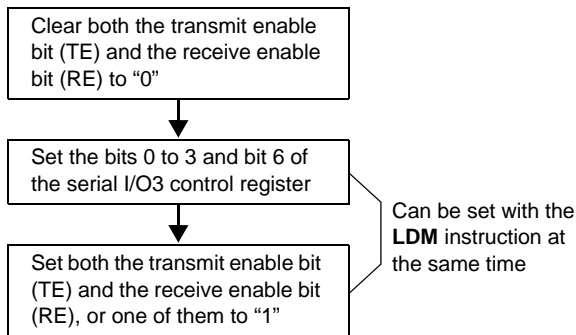 Clear both the transmit enable
bit (TE) and the receive enable
bit (RE) to “0”
Set the bits 0 to 3 and bit 6 of
the serial I/O3 control register
Can be set with the
LDM instruction at
the same time
Set both the transmit enable bit
(TE) and the receive enable bit
(RE), or one of them to “1”